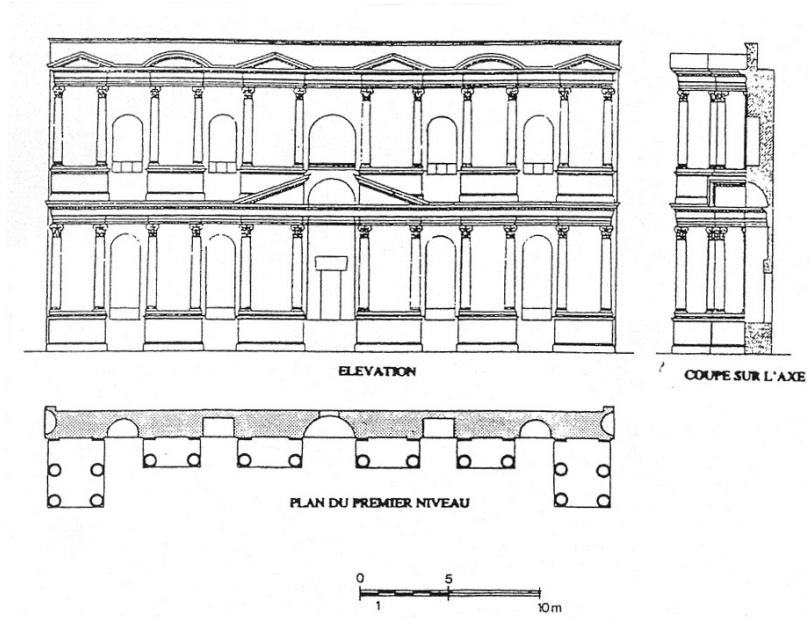 ELEVATION
COUPE SUR L'AXE
PLAN DU PREMIER NIVEAU
0 5
1 10m